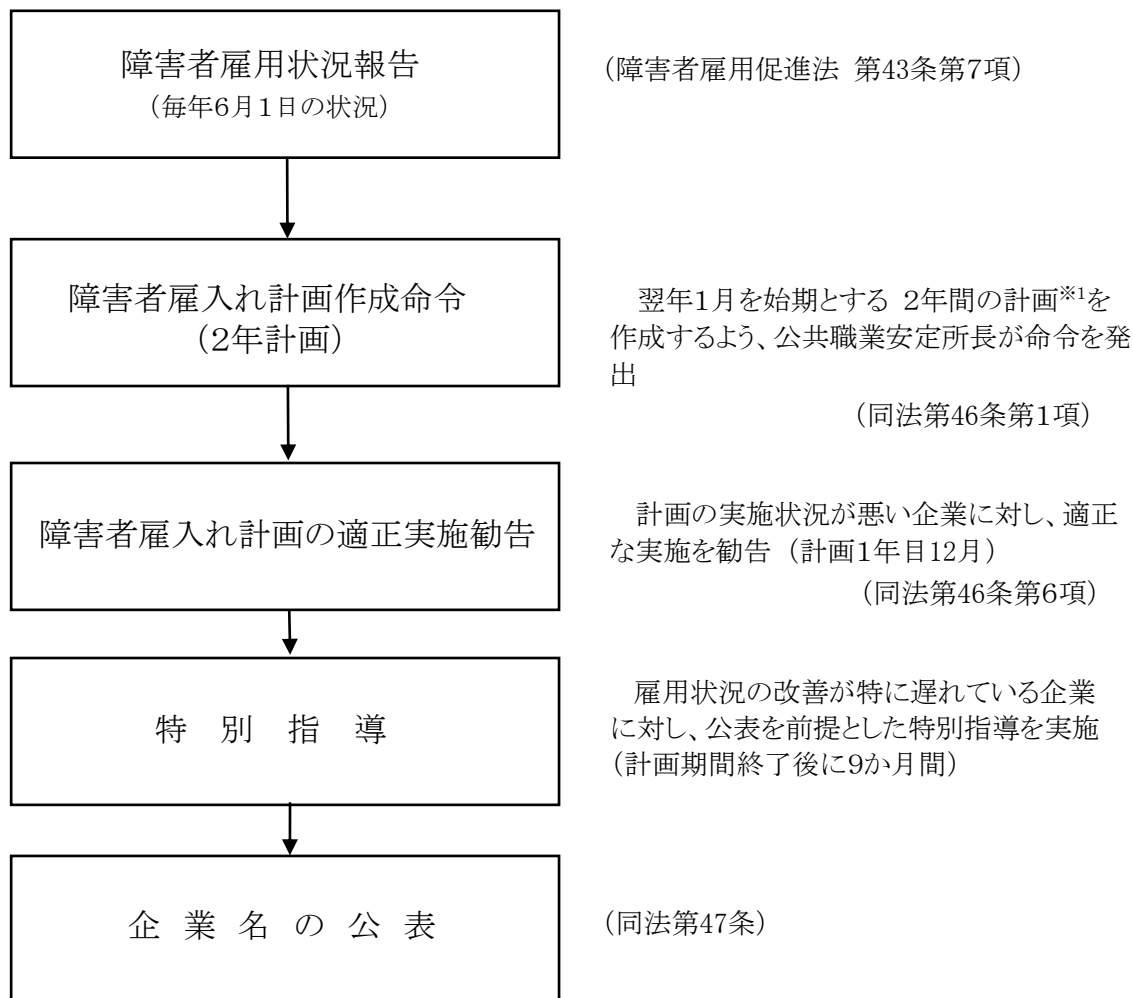 障害者雇用状況報告
（毎年6月1日の状況）
（障害者雇用促進法 第43条第7項）
障害者雇入れ計画作成命令
（2年計画）
翌年1月を始期とする 2年間の計画※1を
作成するよう、公共職業安定所長が命令を発
出
（同法第46条第1項）
障害者雇入れ計画の適正実施勧告
計画の実施状況が悪い企業に対し、適正
な実施を勧告（計画1年目12月）
（同法第46条第6項）
特 別 指 導
雇用状況の改善が特に遅れている企業
に対し、公表を前提とした特別指導を実施
（計画期間終了後に9か月間）
企 業 名 の 公 表
（同法第47条）